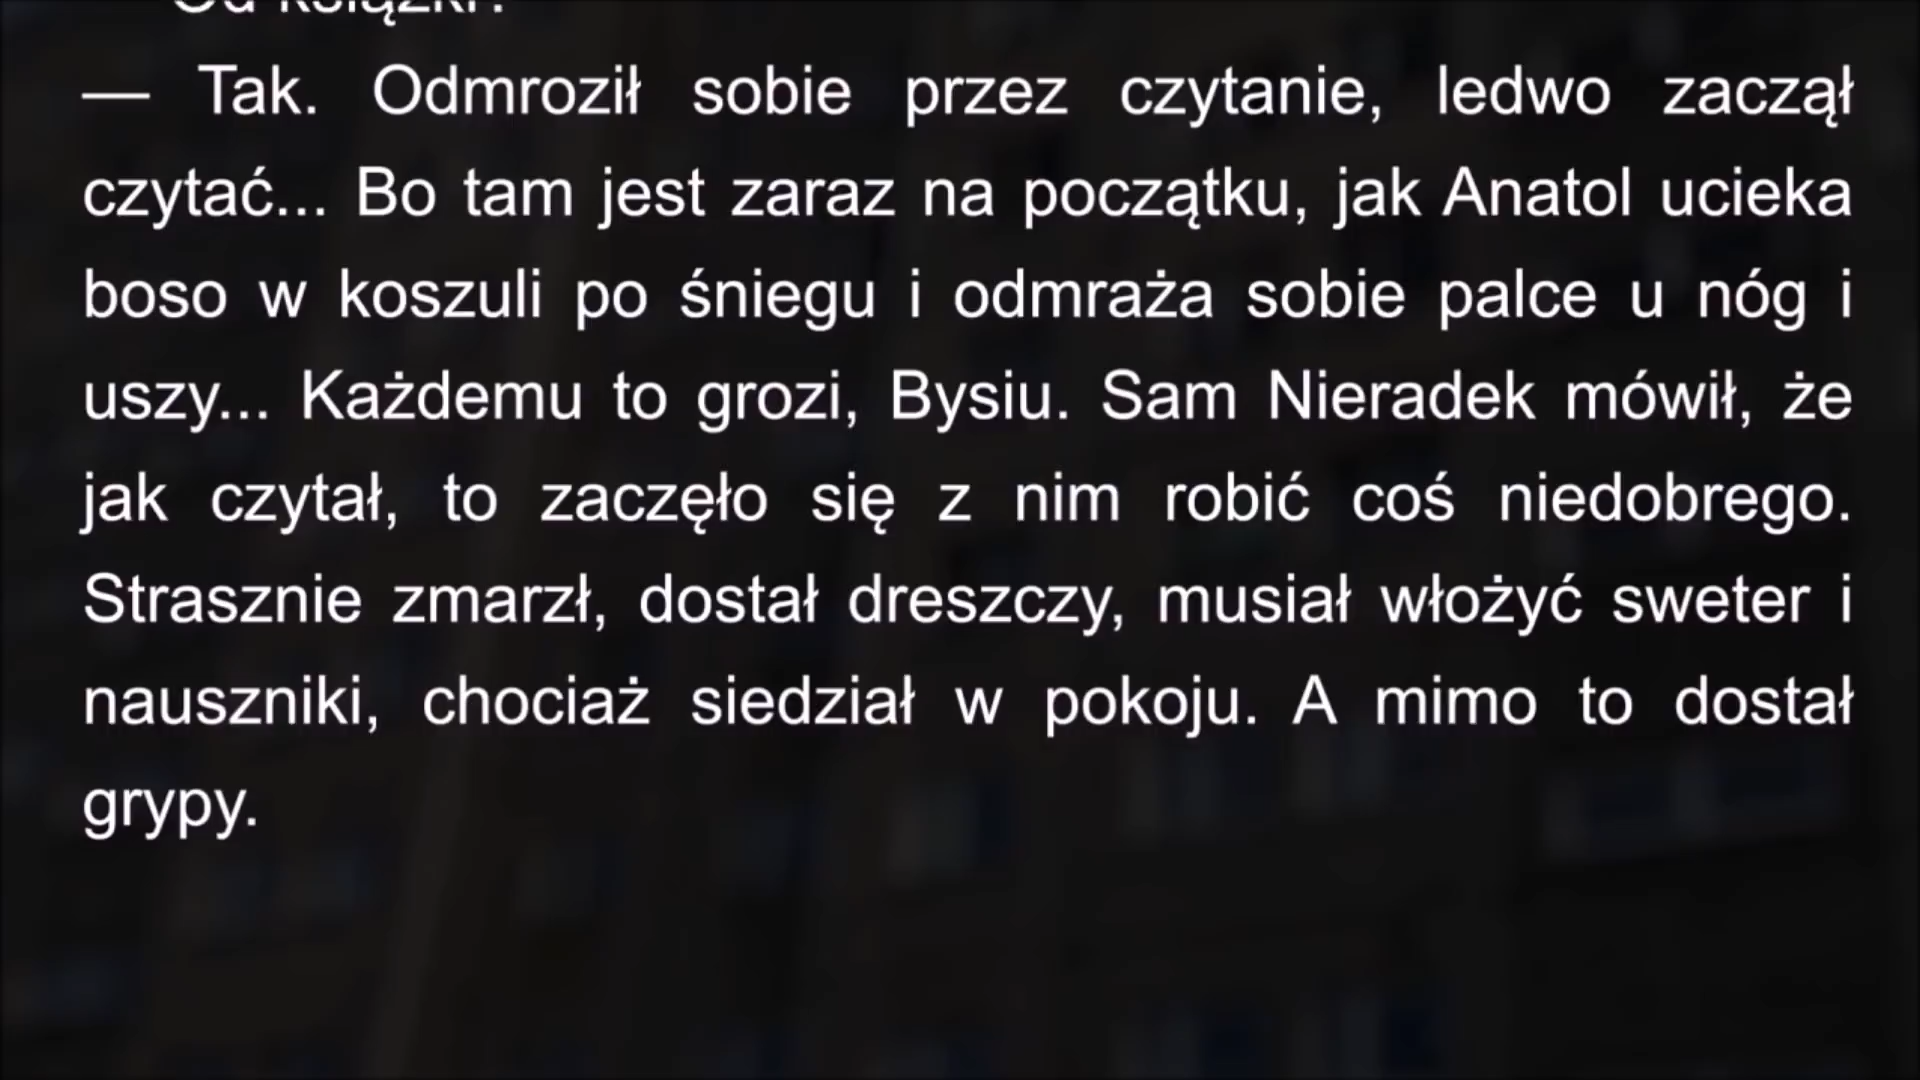 Od książki?
— Tak. Odmroził sobie przez czytanie, ledwo zaczął
czytać... Bo tam jest zaraz na początku, jak Anatol ucieka
boso w koszuli po śniegu i odmraża sobie palce u nóg i
uszy... Każdemu to grozi, Bysiu. Sam Nieradek mówił, że
jak czytał, to zaczęło się z nim robić coś niedobrego.
Strasznie zmarzł, dostał dreszczy, musiał włożyć sweter i
nauszniki, chociaż siedział w pokoju. A mimo to dostał
grypy.